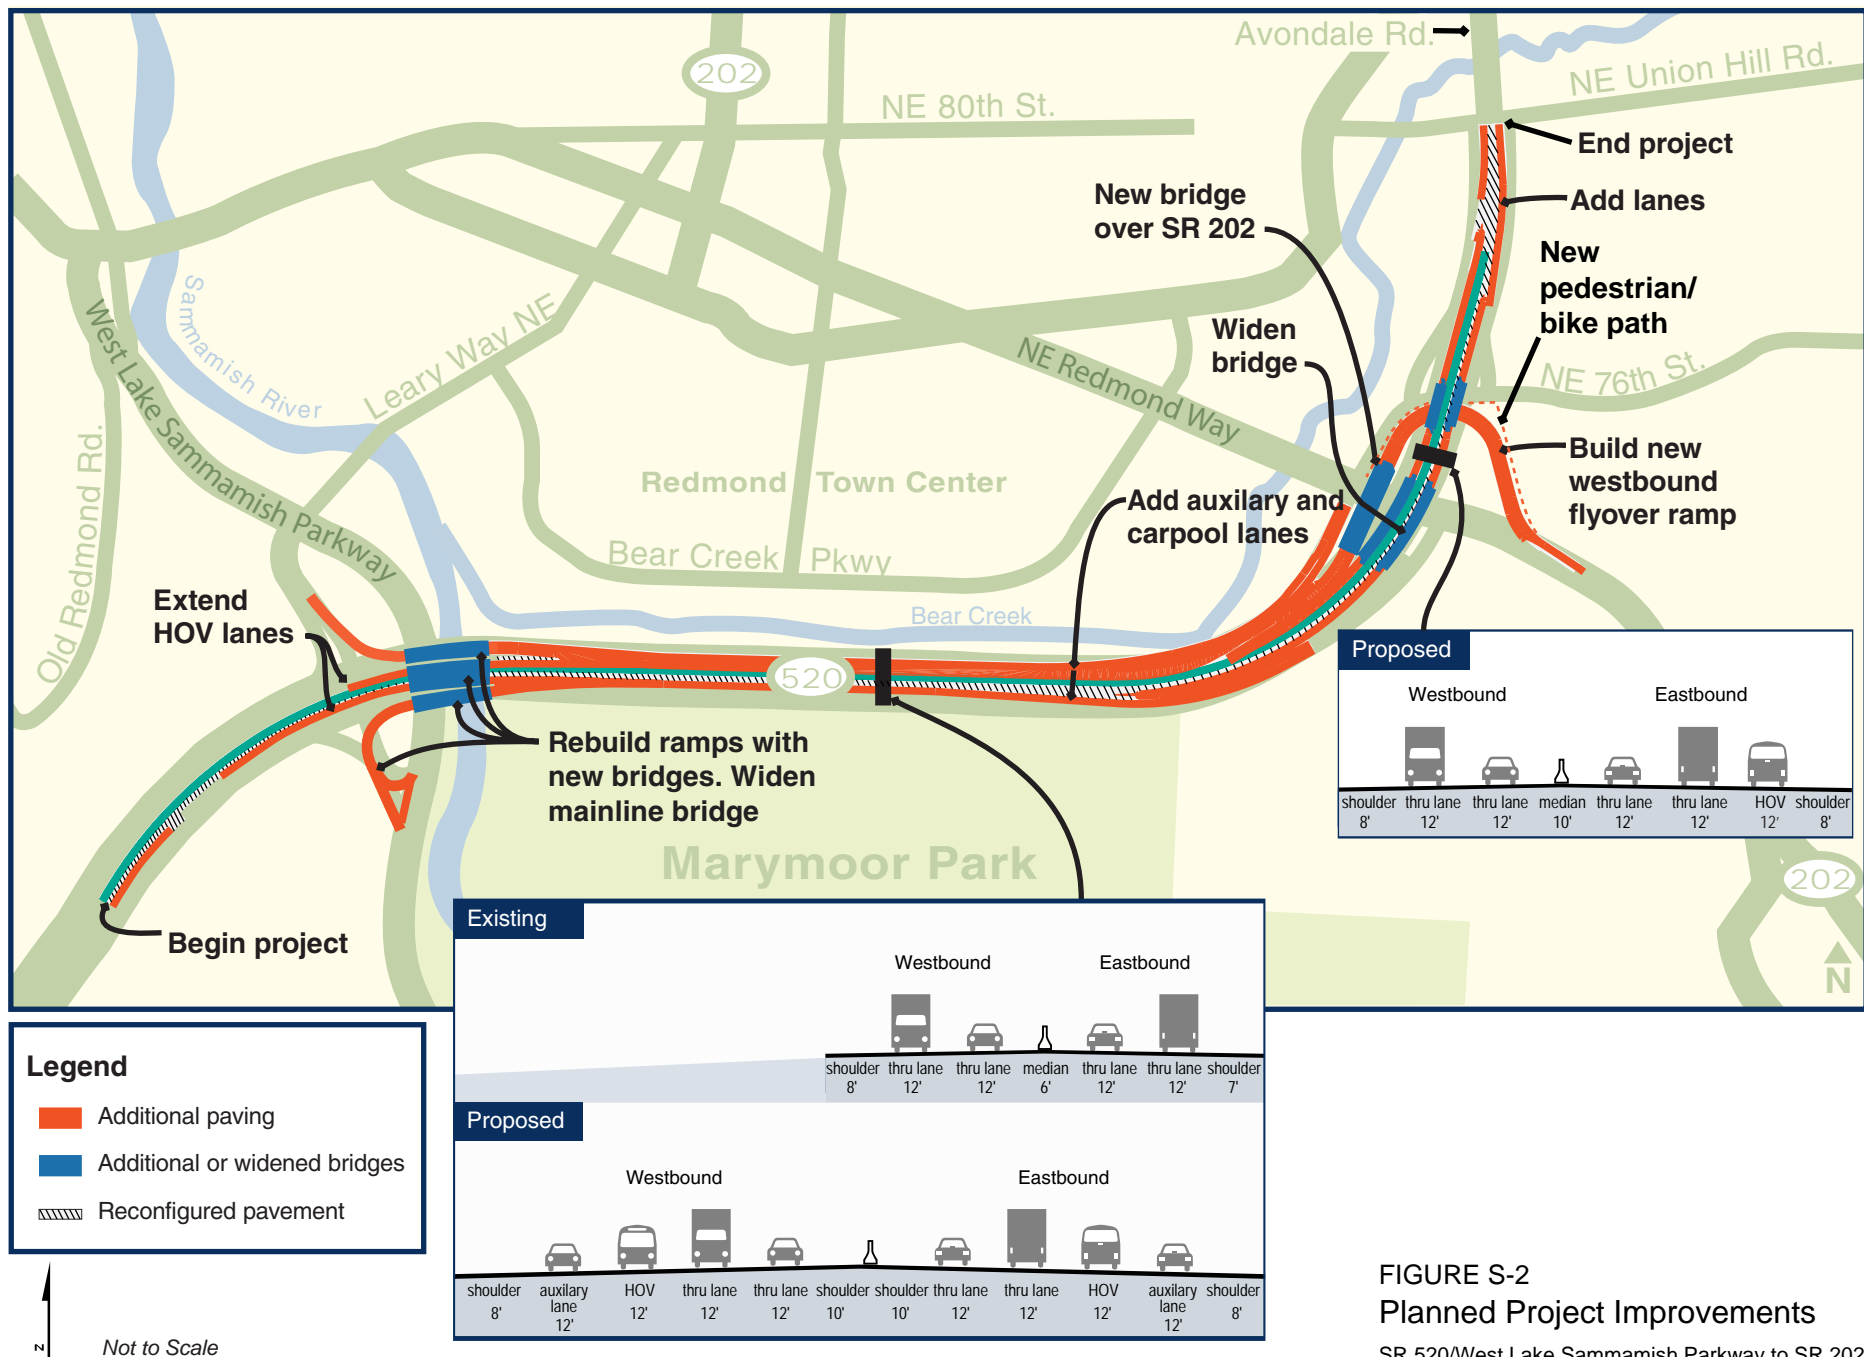 Avondale Rd.
202
NE 80th St.
NE Union Hill Rd.
End project
New bridge
over SR 202
Add lanes
New
pedestrian/
bike path
Sammamish River
West Lake Sammamish Parkway
Leary Way NE
Widen
bridge
NE Redmond Way
NE 76th St.
Old Redmond Rd.
Redmond Town Center
Build new
westbound
flyover ramp
Add auxilary and
carpool lanes
Bear Creek Pkwy
Extend
HOV lanes
Bear Creek
520
Rebuild ramps with
new bridges. Widen
mainline bridge
Marymoor Park
Begin project
Proposed
Westbound Eastbound
shoulder thru lane thru lane median thru lane thru lane HOV shoulder
8' 12' 12' 10' 12' 12' 12' 8'
202
N
Existing
Westbound Eastbound
shoulder thru lane thru lane median thru lane thru lane shoulder
8' 12' 12' 6' 12' 12' 7'
Proposed
Westbound Eastbound
shoulder auxilary HOV thru lane thru lane shoulder shoulder thru lane thru lane HOV auxilary shoulder
lane lane
8' 12' 12' 12' 12' 10' 10' 12' 12' 12' 12' 8'
Legend
Additional paving
Additional or widened bridges
Reconfigured pavement
N
Not to Scale
FIGURE S-2
Planned Project Improvements
SR 520/West Lake Sammamish Parkway to SR 202